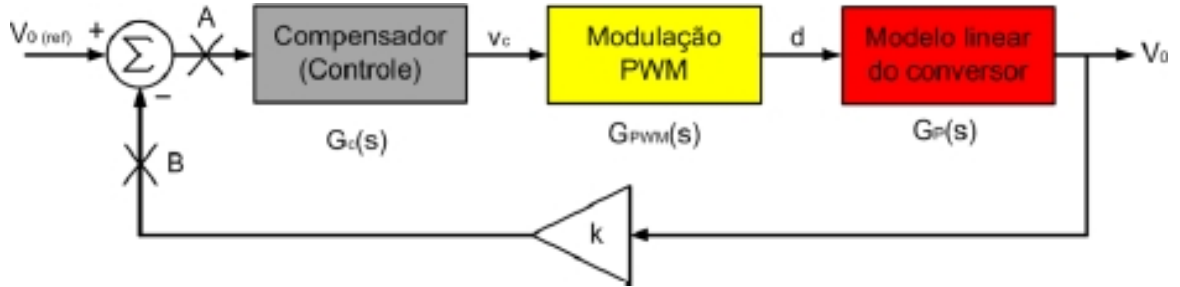 V0 (ref)
+
Σ
−
A
Compensador
(Controle)
Gc(s)
vc
Modulação
PWM
GPWM(s)
d
Modelo linear
do conversor
GP(s)
V0
B
k